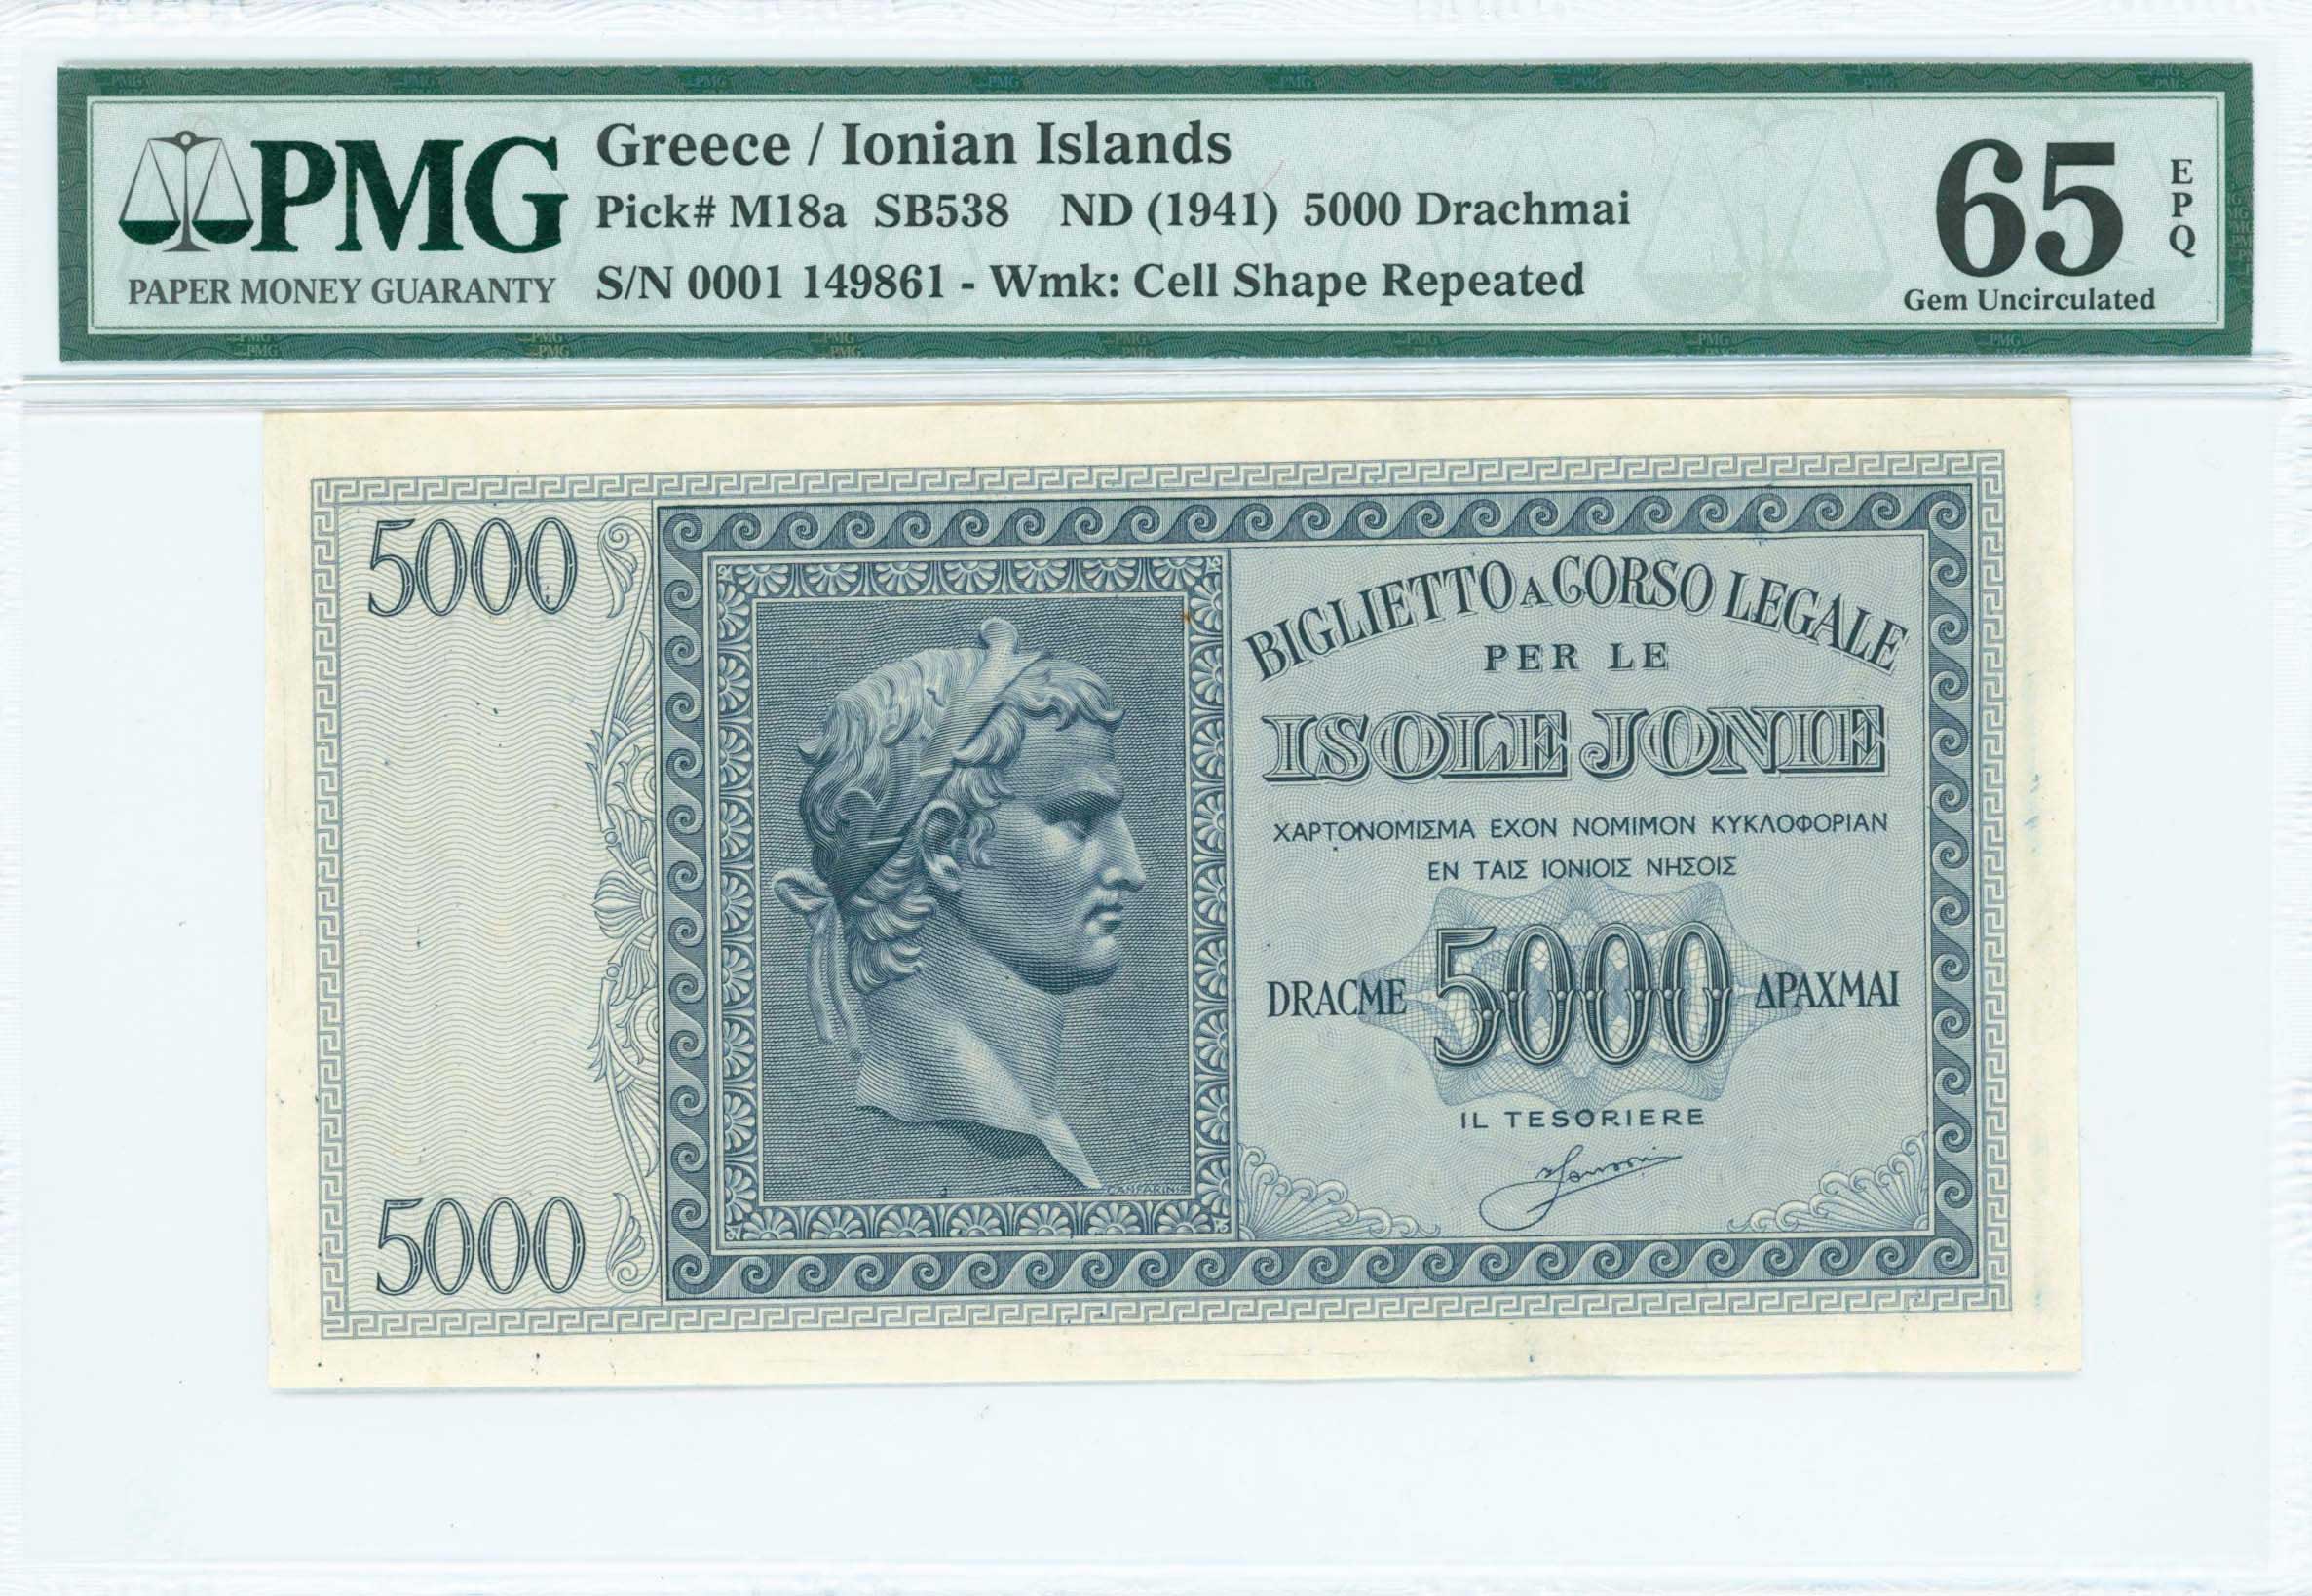 PMG
PAPER MONEY GUARANTY
Greece / Ionian Islands
Pick# M18a SB538 ND (1941) 5000 Drachmai
S/N 0001 149861 - Wmk: Cell Shape Repeated
65
EPQ
Gem Uncirculated
5000
BIGLIETTO A CORSO LEGALE
PER LE
ISOLE JONIE
ΧΑΡΤΟΝΟΜΙΣΜΑ ΕΧΟΝ ΝΟΜΙΜΟΝ ΚΥΚΛΟΦΟΡΙΑΝ
ΕΝ ΤΑΙΣ ΙΟΝΙΟΙΣ ΝΗΣΟΙΣ
DRACME 5000 ΔΡΑΧΜΑΙ
IL TESORIERE
5000